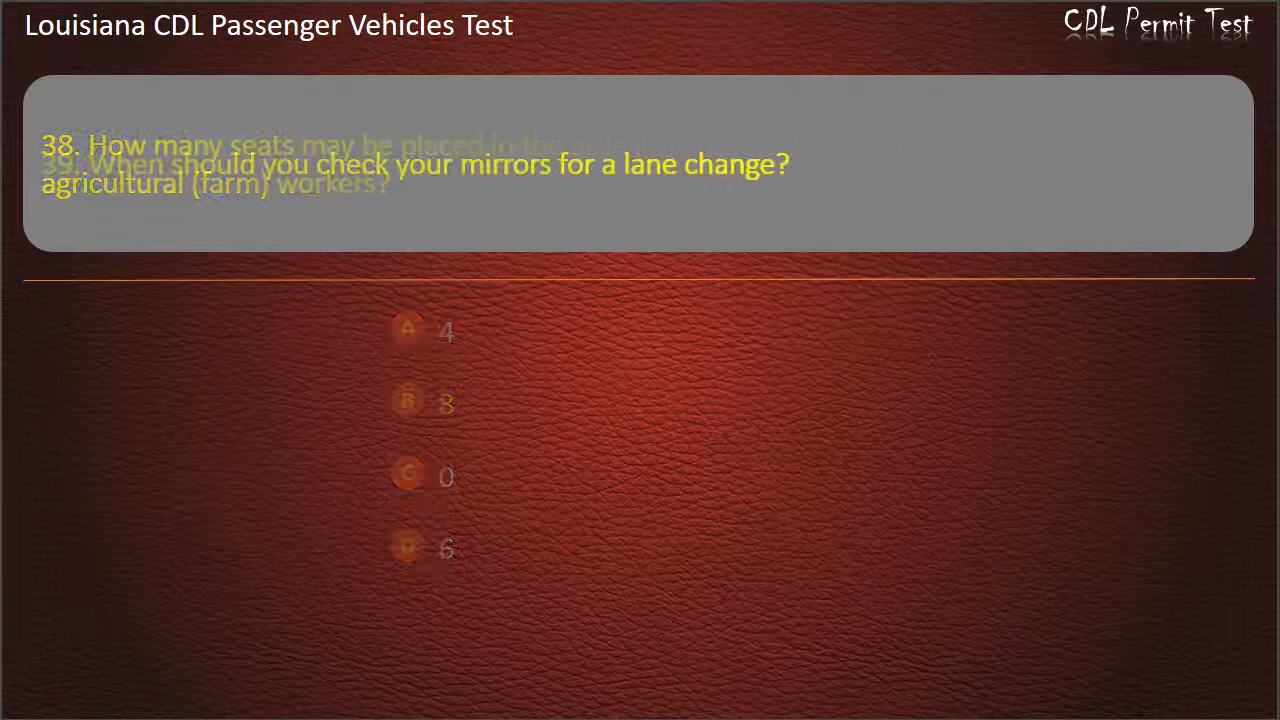 Louisiana CDL Passenger Vehicles Test
CDL Permit Test
38. How many seats may be placed in the aisle if
39. When should you check your mirrors for a lane change?
agricultural (farm) workers?
A 4
B 8
C 0
D 6